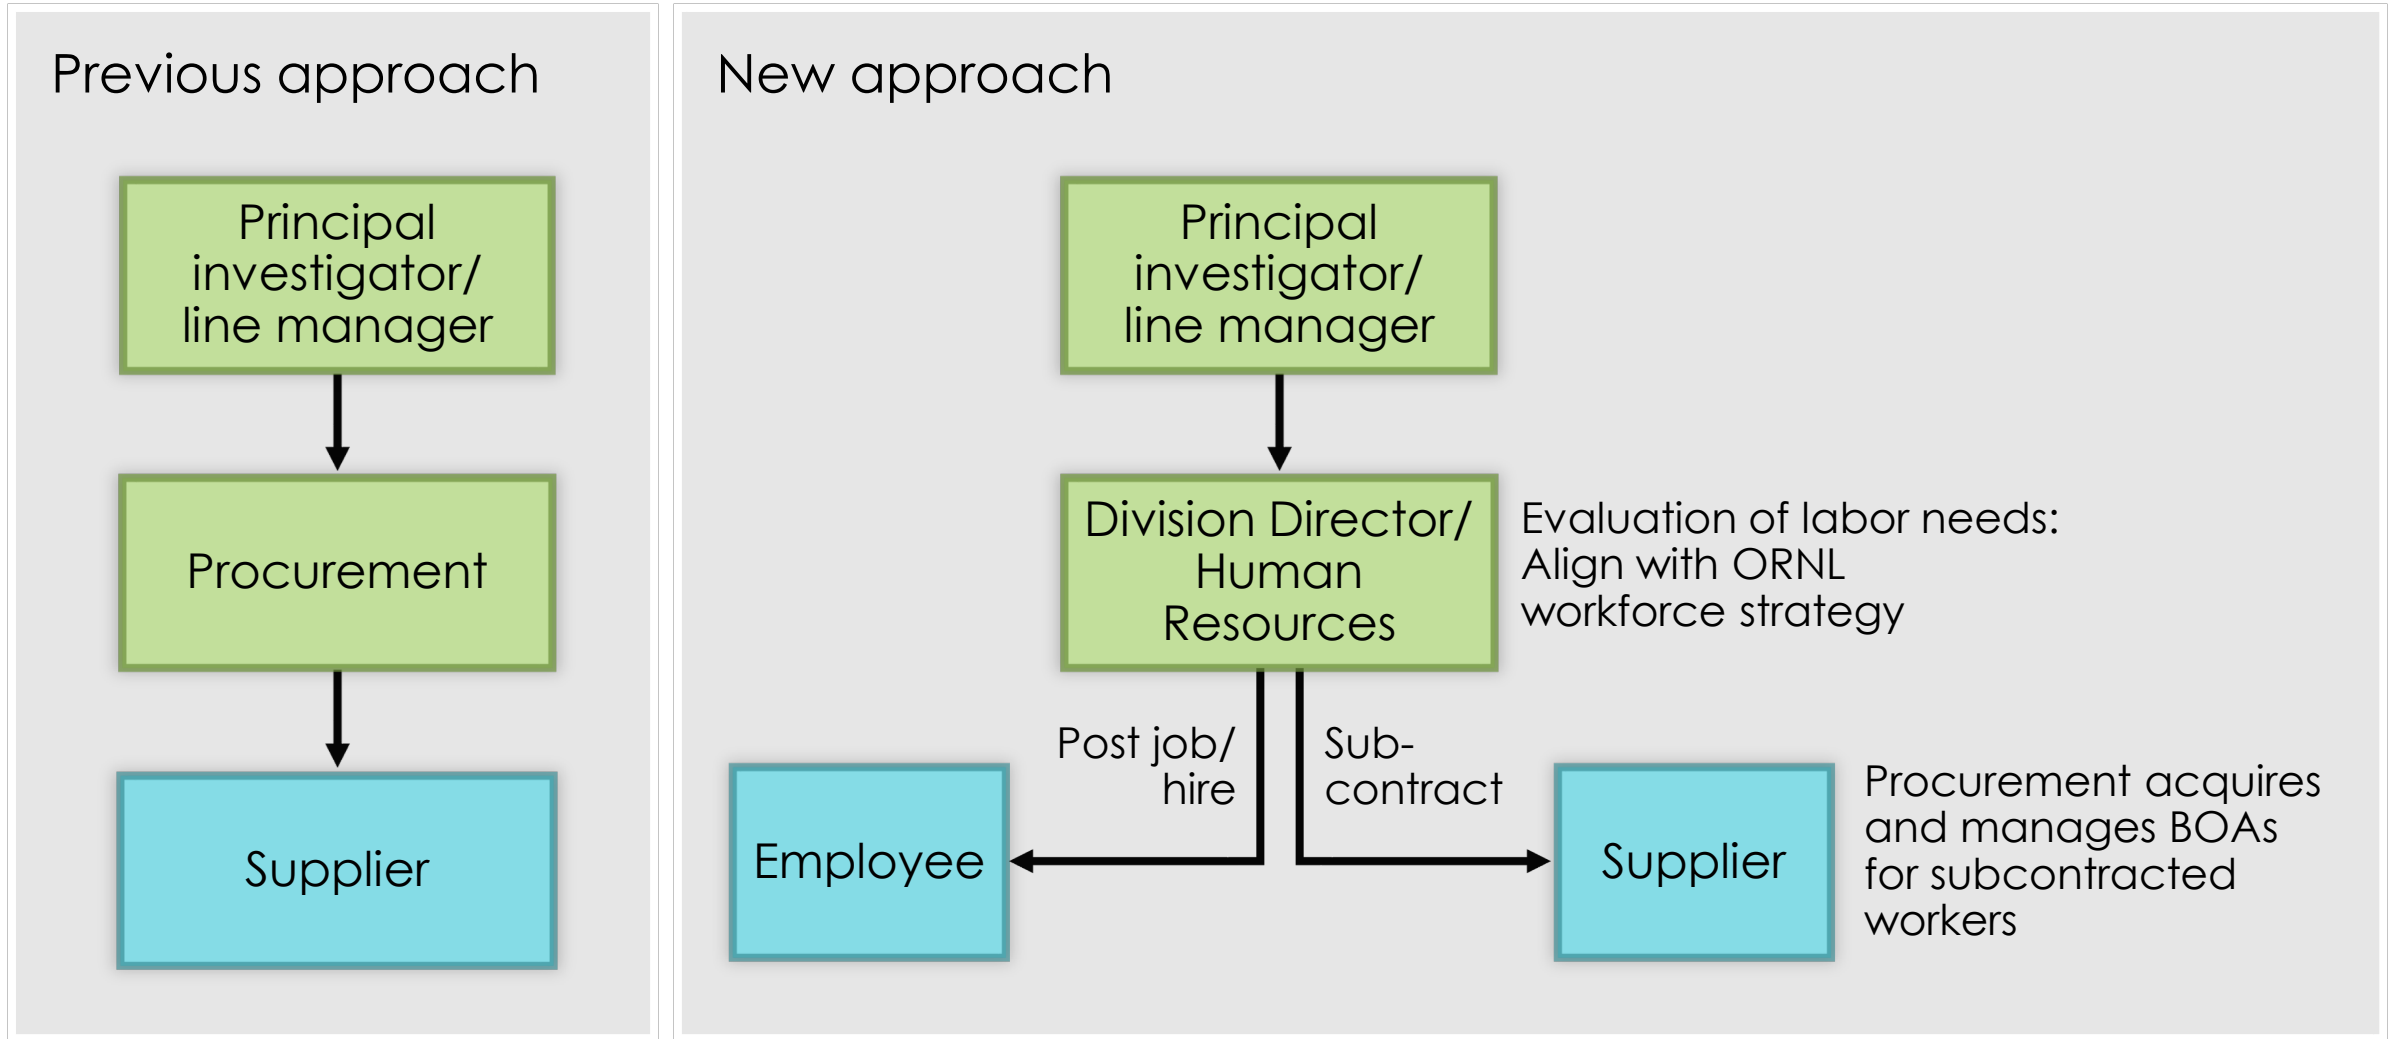 Previous approach
Principal
investigator/
line manager
Procurement
Supplier
New approach
Principal
investigator/
line manager
Division Director/
Human
Resources
Evaluation of labor needs:
Align with ORNL
workforce strategy
Post job/
hire
Sub-
contract
Employee
Supplier
Procurement acquires
and manages BOAs
for subcontracted
workers